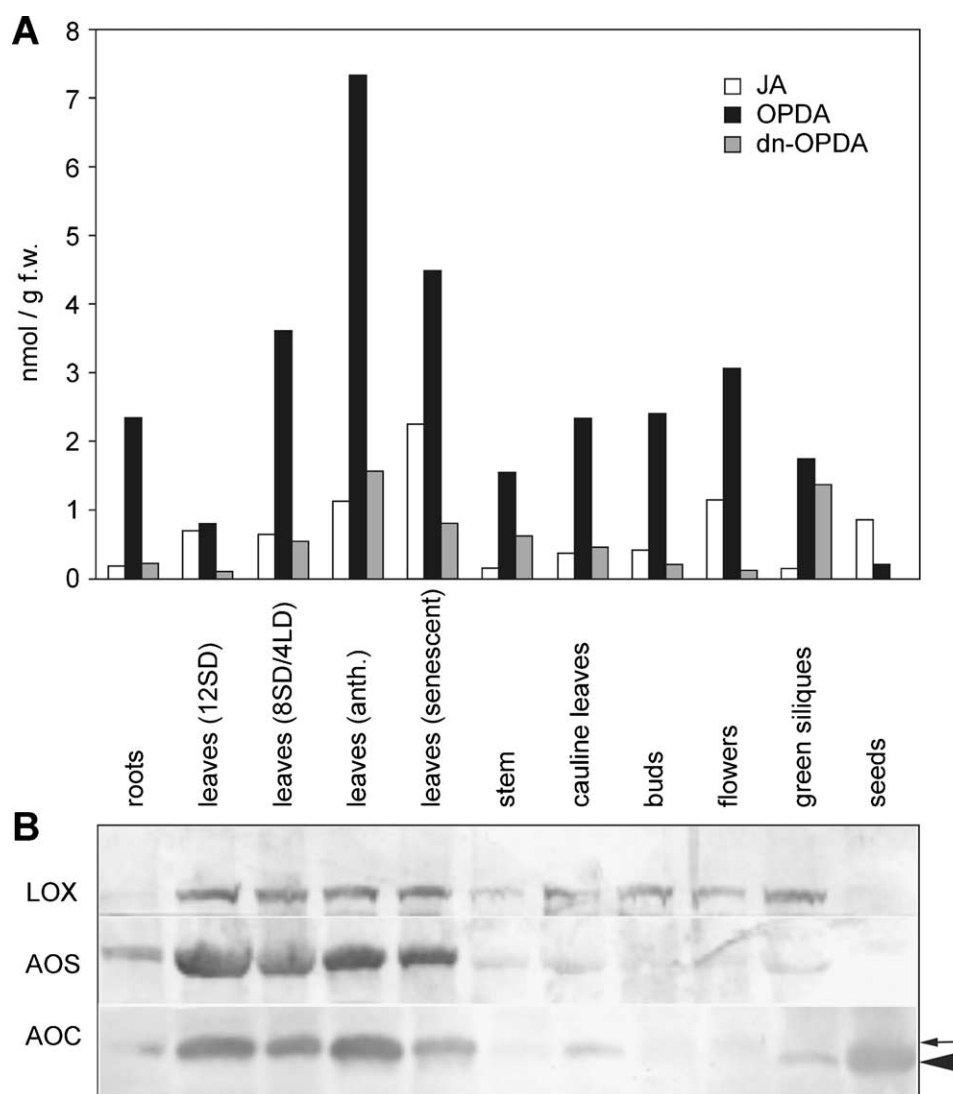 A
8
7
6
5
4
3
2
1
0
nmol / g f.w.
JA
OPDA
dn-OPDA
roots
leaves (12SD)
leaves (8SD/4LD)
leaves (anth.)
leaves (senescent)
stem
cauline leaves
buds
flowers
green siliques
seeds
B
LOX
AOS
AOC